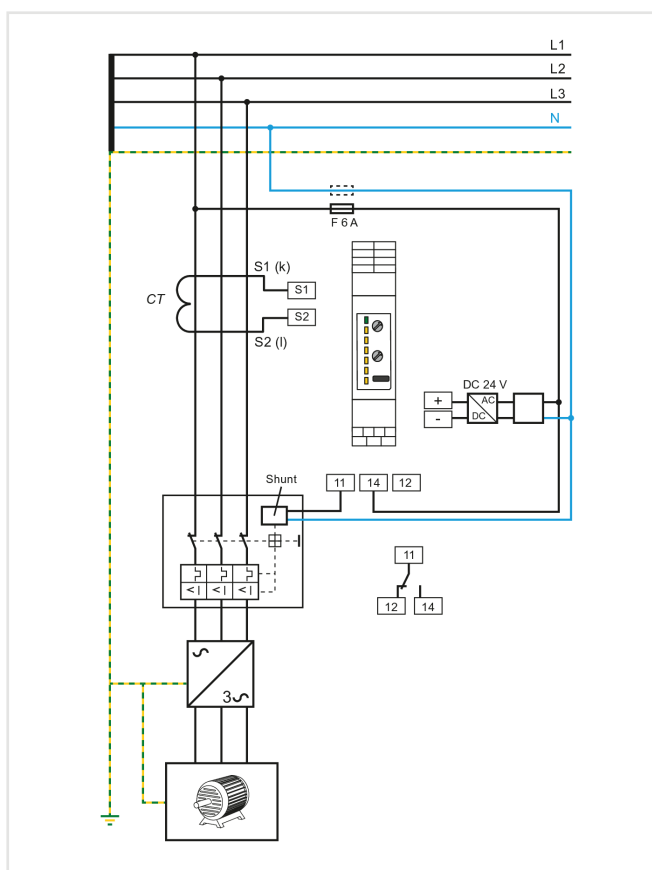 L1
L2
L3
N
F 6 A
S1 (k)
CT
S1
S2
S2 (l)
DC 24 V
+
AC
-
DC
Shunt
11
14
12
11
12
14
3